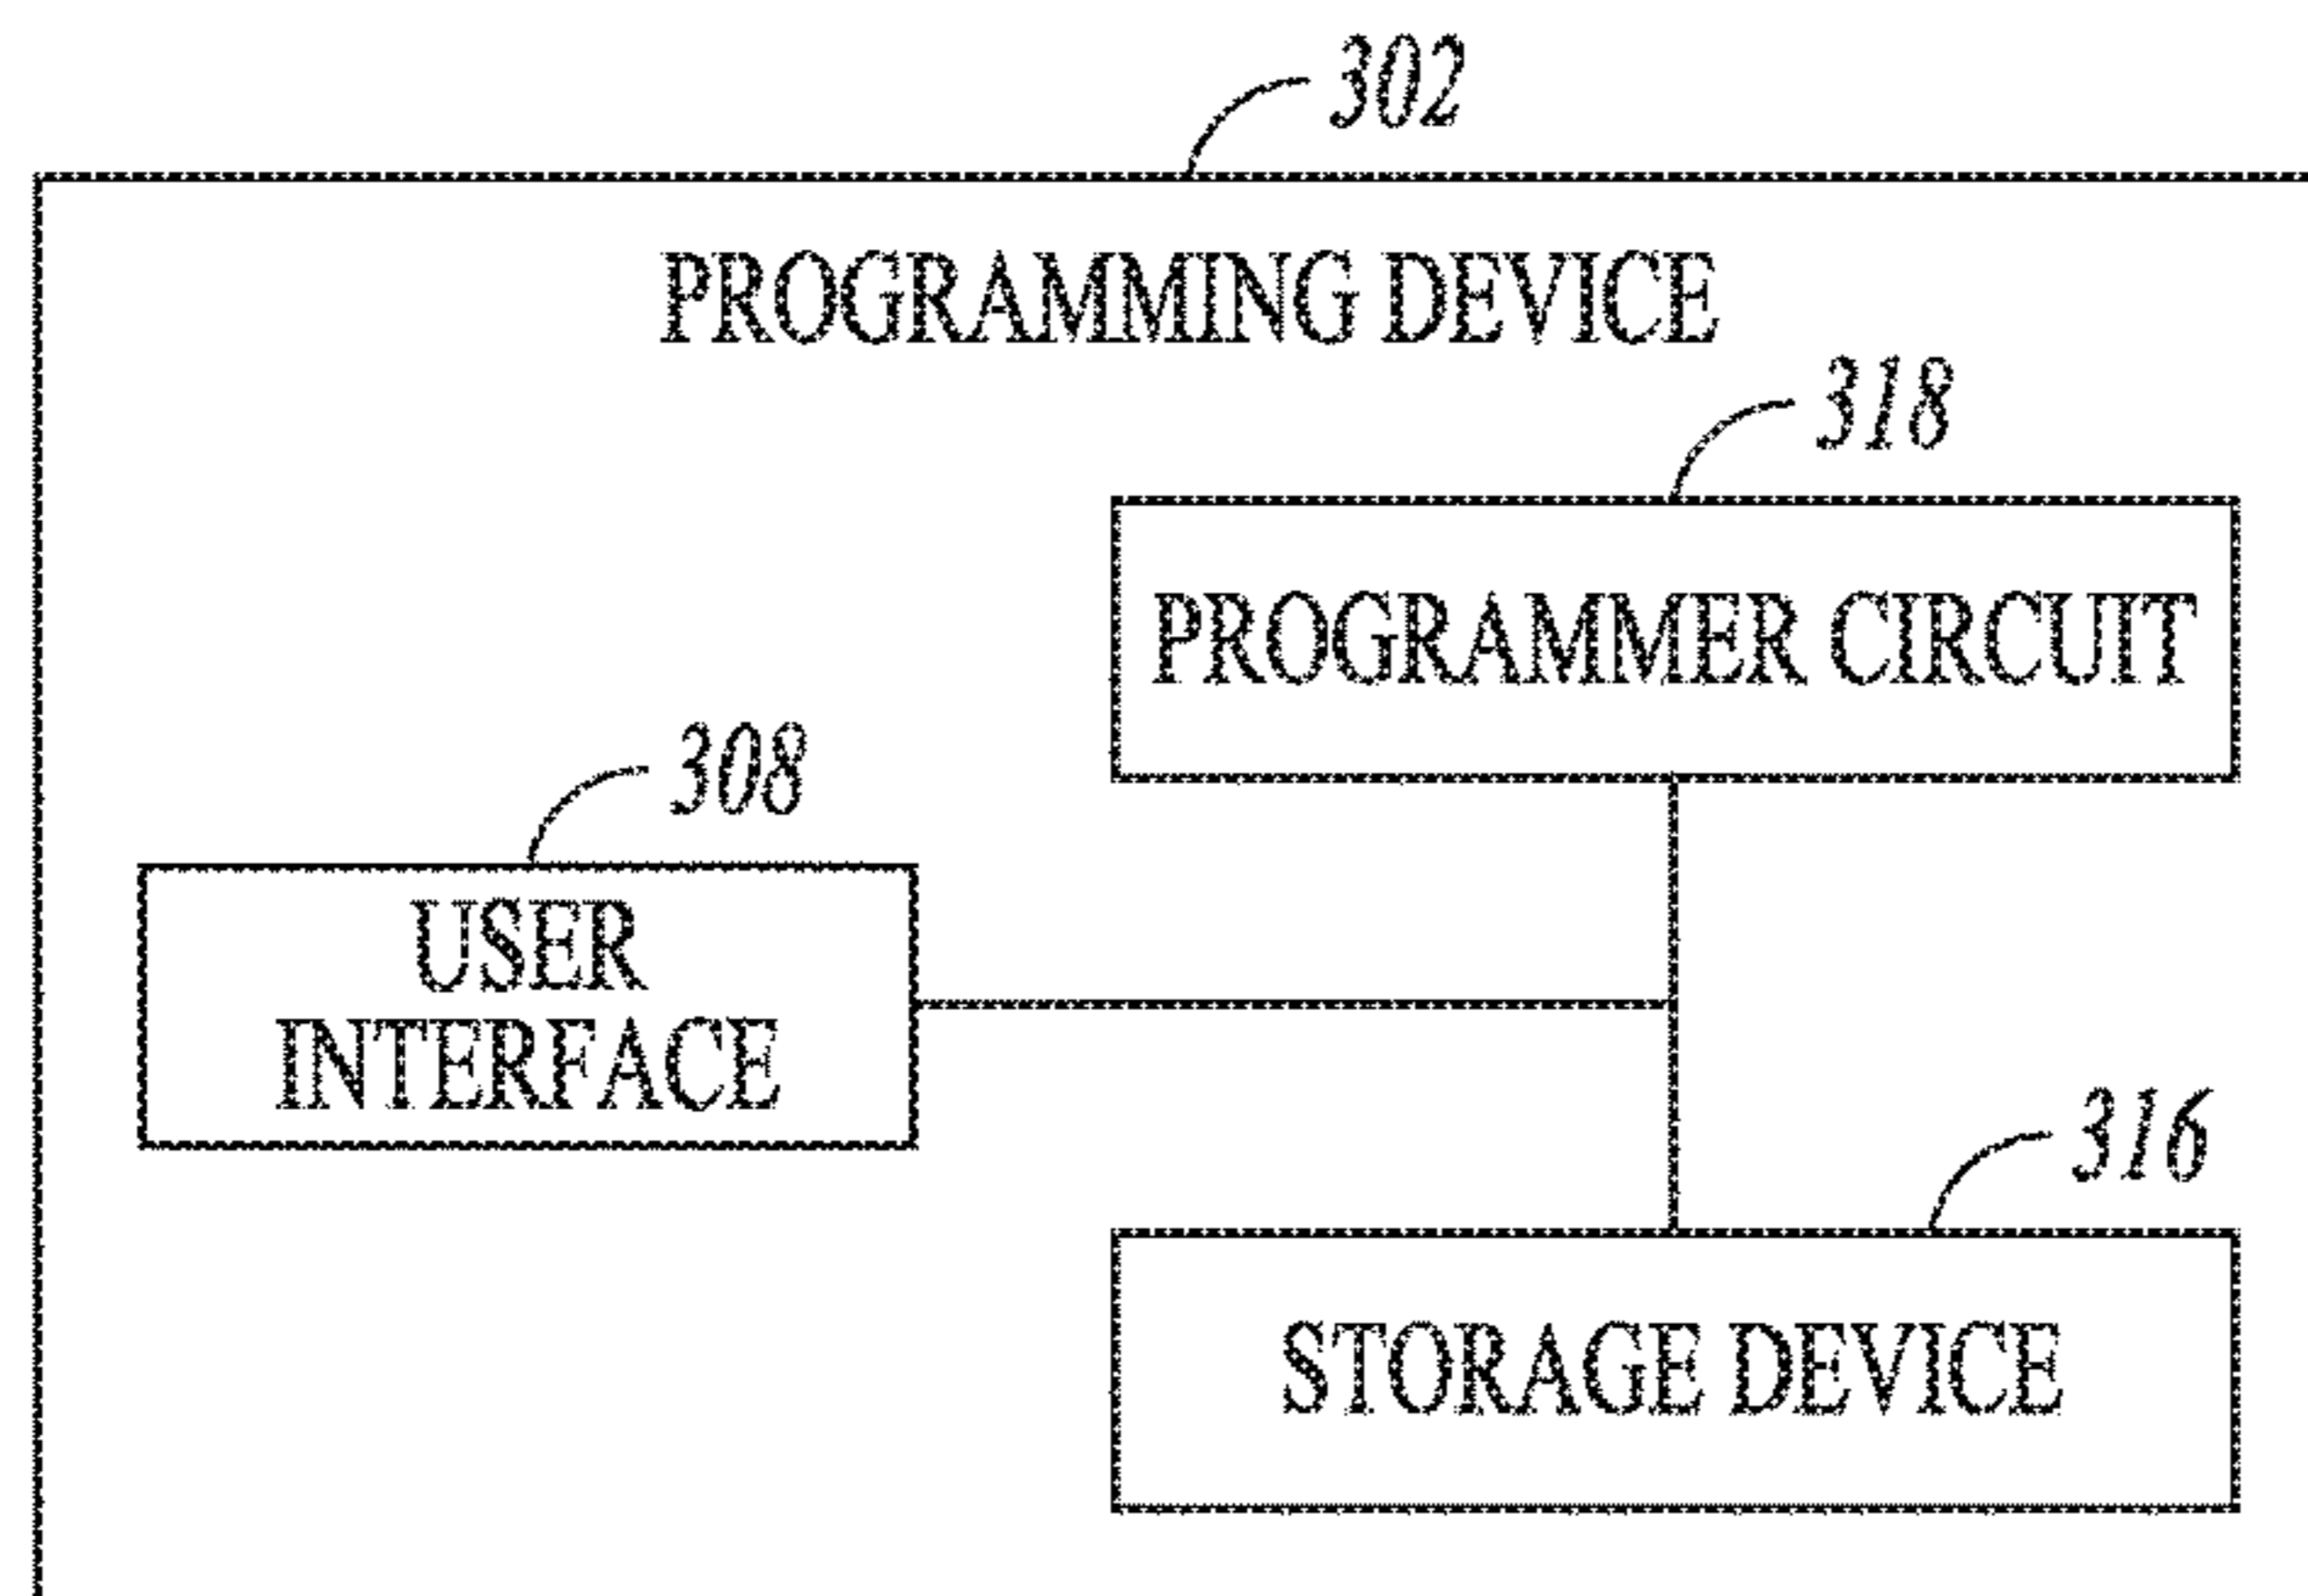 302
PROGRAMMING DEVICE
318
PROGRAMMER CIRCUIT
308
USER
INTERFACE
316
STORAGE DEVICE